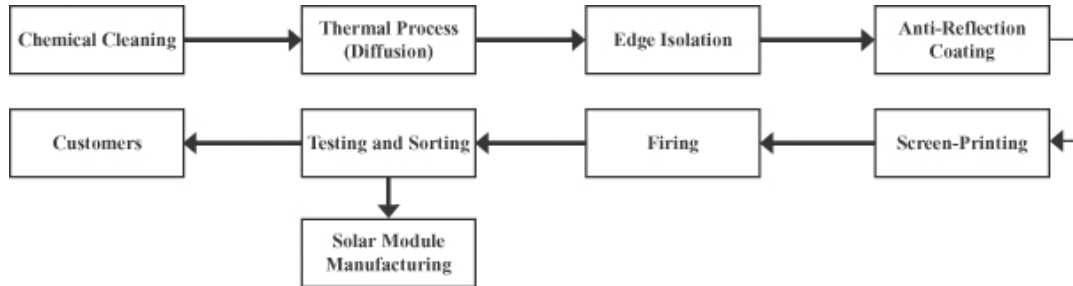 Chemical Cleaning
Thermal Process
(Diffusion)
Edge Isolation
Anti-Reflection
Coating
Customers
Testing and Sorting
Firing
Screen-Printing
Solar Module
Manufacturing